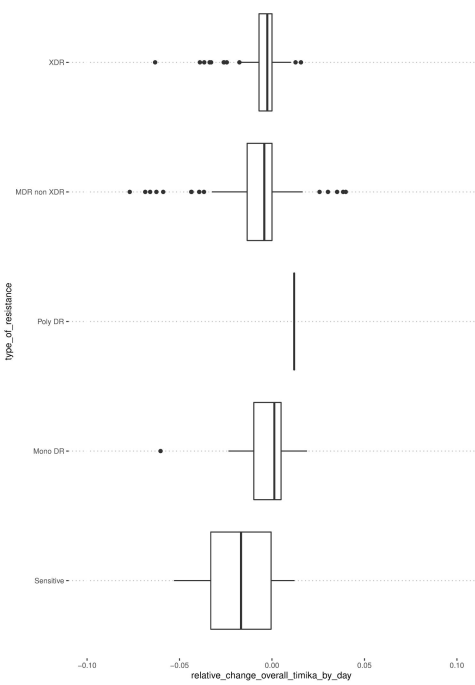 XDR
MDR non XDR
Poly DR
Mono DR
Sensitive
type_of_resistance
−0.10 −0.05 0.00 0.05 0.10
relative_change_overall_timika_by_day